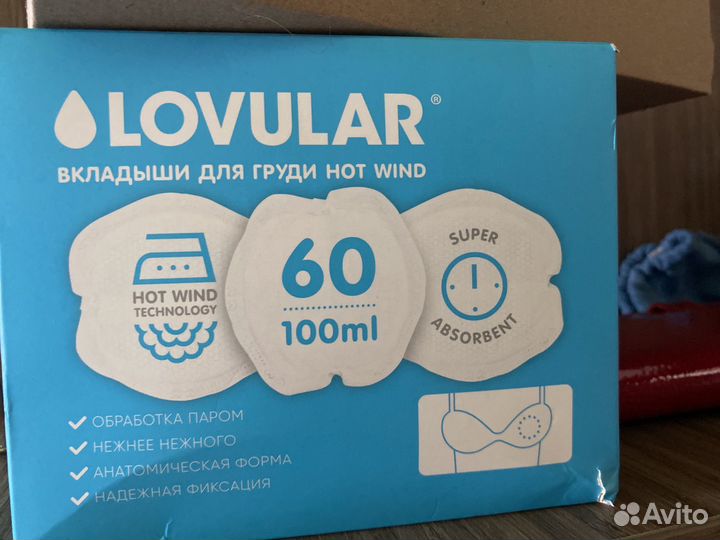 LOVULAR®
ВКЛАДЫШИ ДЛЯ ГРУДИ HOT WIND
HOT WIND
TECHNOLOGY
60
100ml
SUPER
ABSORBENT
ОБРАБОТКА ПАРОМ
НЕЖНЕЕ НЕЖНОГО
АНАТОМИЧЕСКАЯ ФОРМА
НАДЕЖНАЯ ФИКСАЦИЯ
Avito